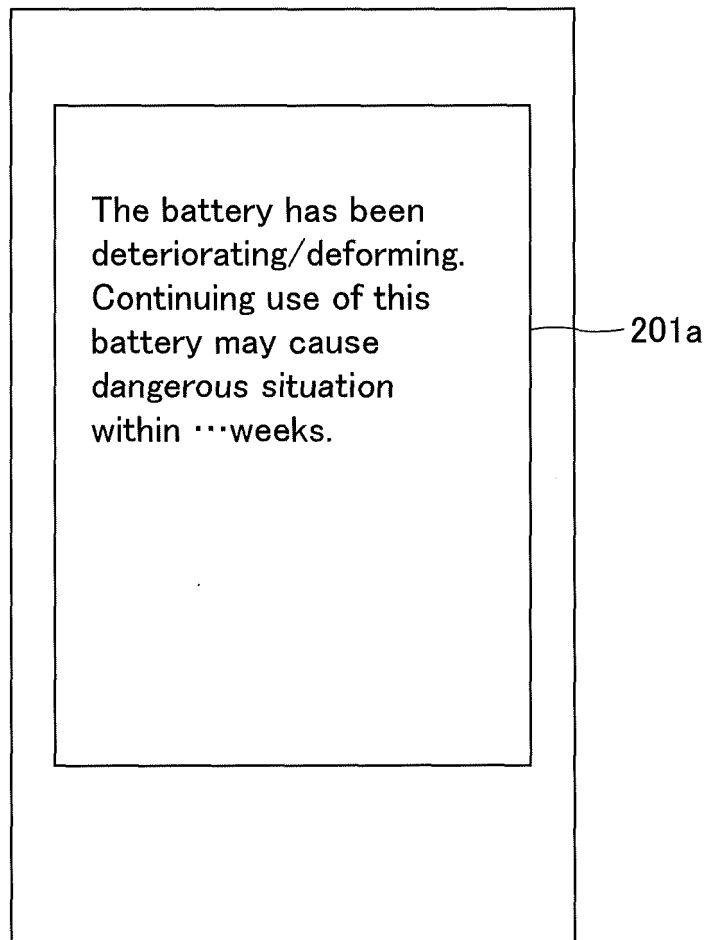 The battery has been
deteriorating/deforming.
Continuing use of this
battery may cause
dangerous situation
within ···weeks.
201a